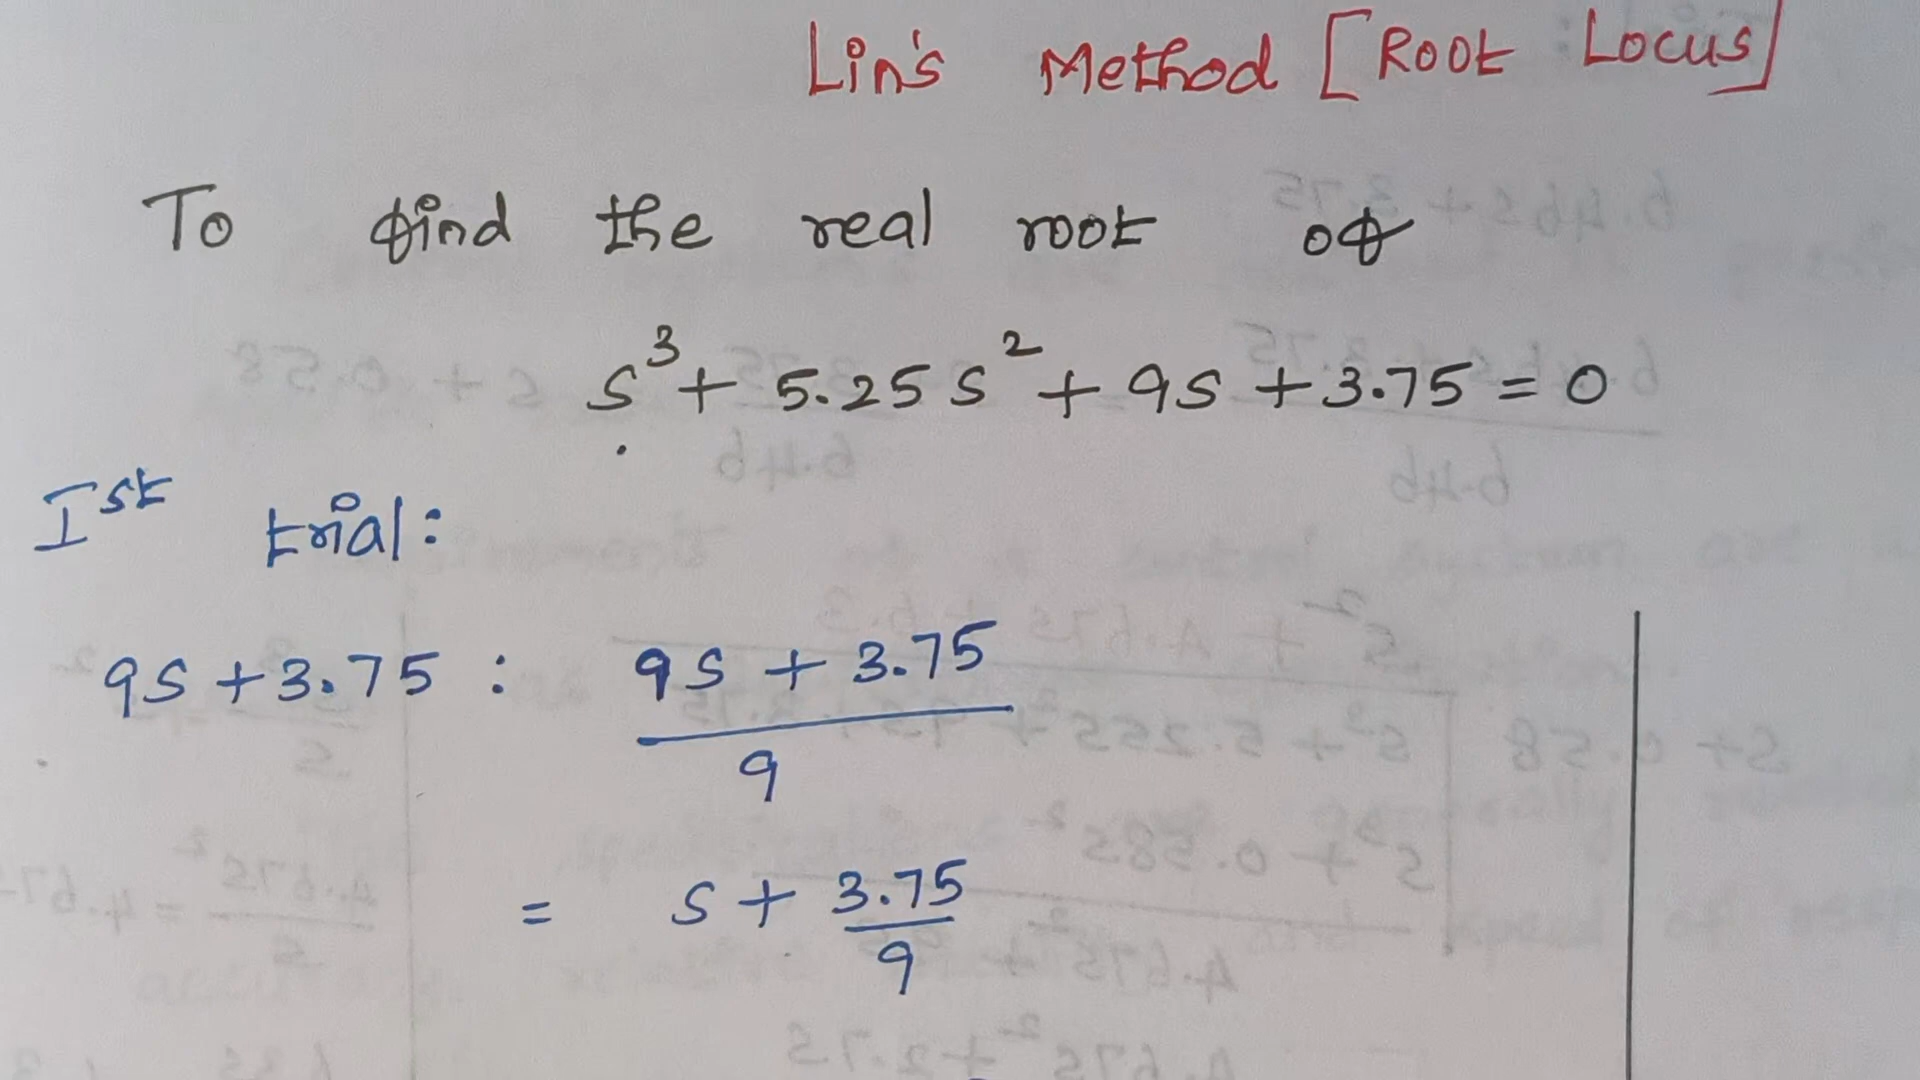 Lin's Method [Root Locus]
To find the real root of
s³ + 5.25 s² + 9s + 3.75 = 0
Ist trial:
9s + 3.75 : 9s + 3.75
9
= s + 3.75
9